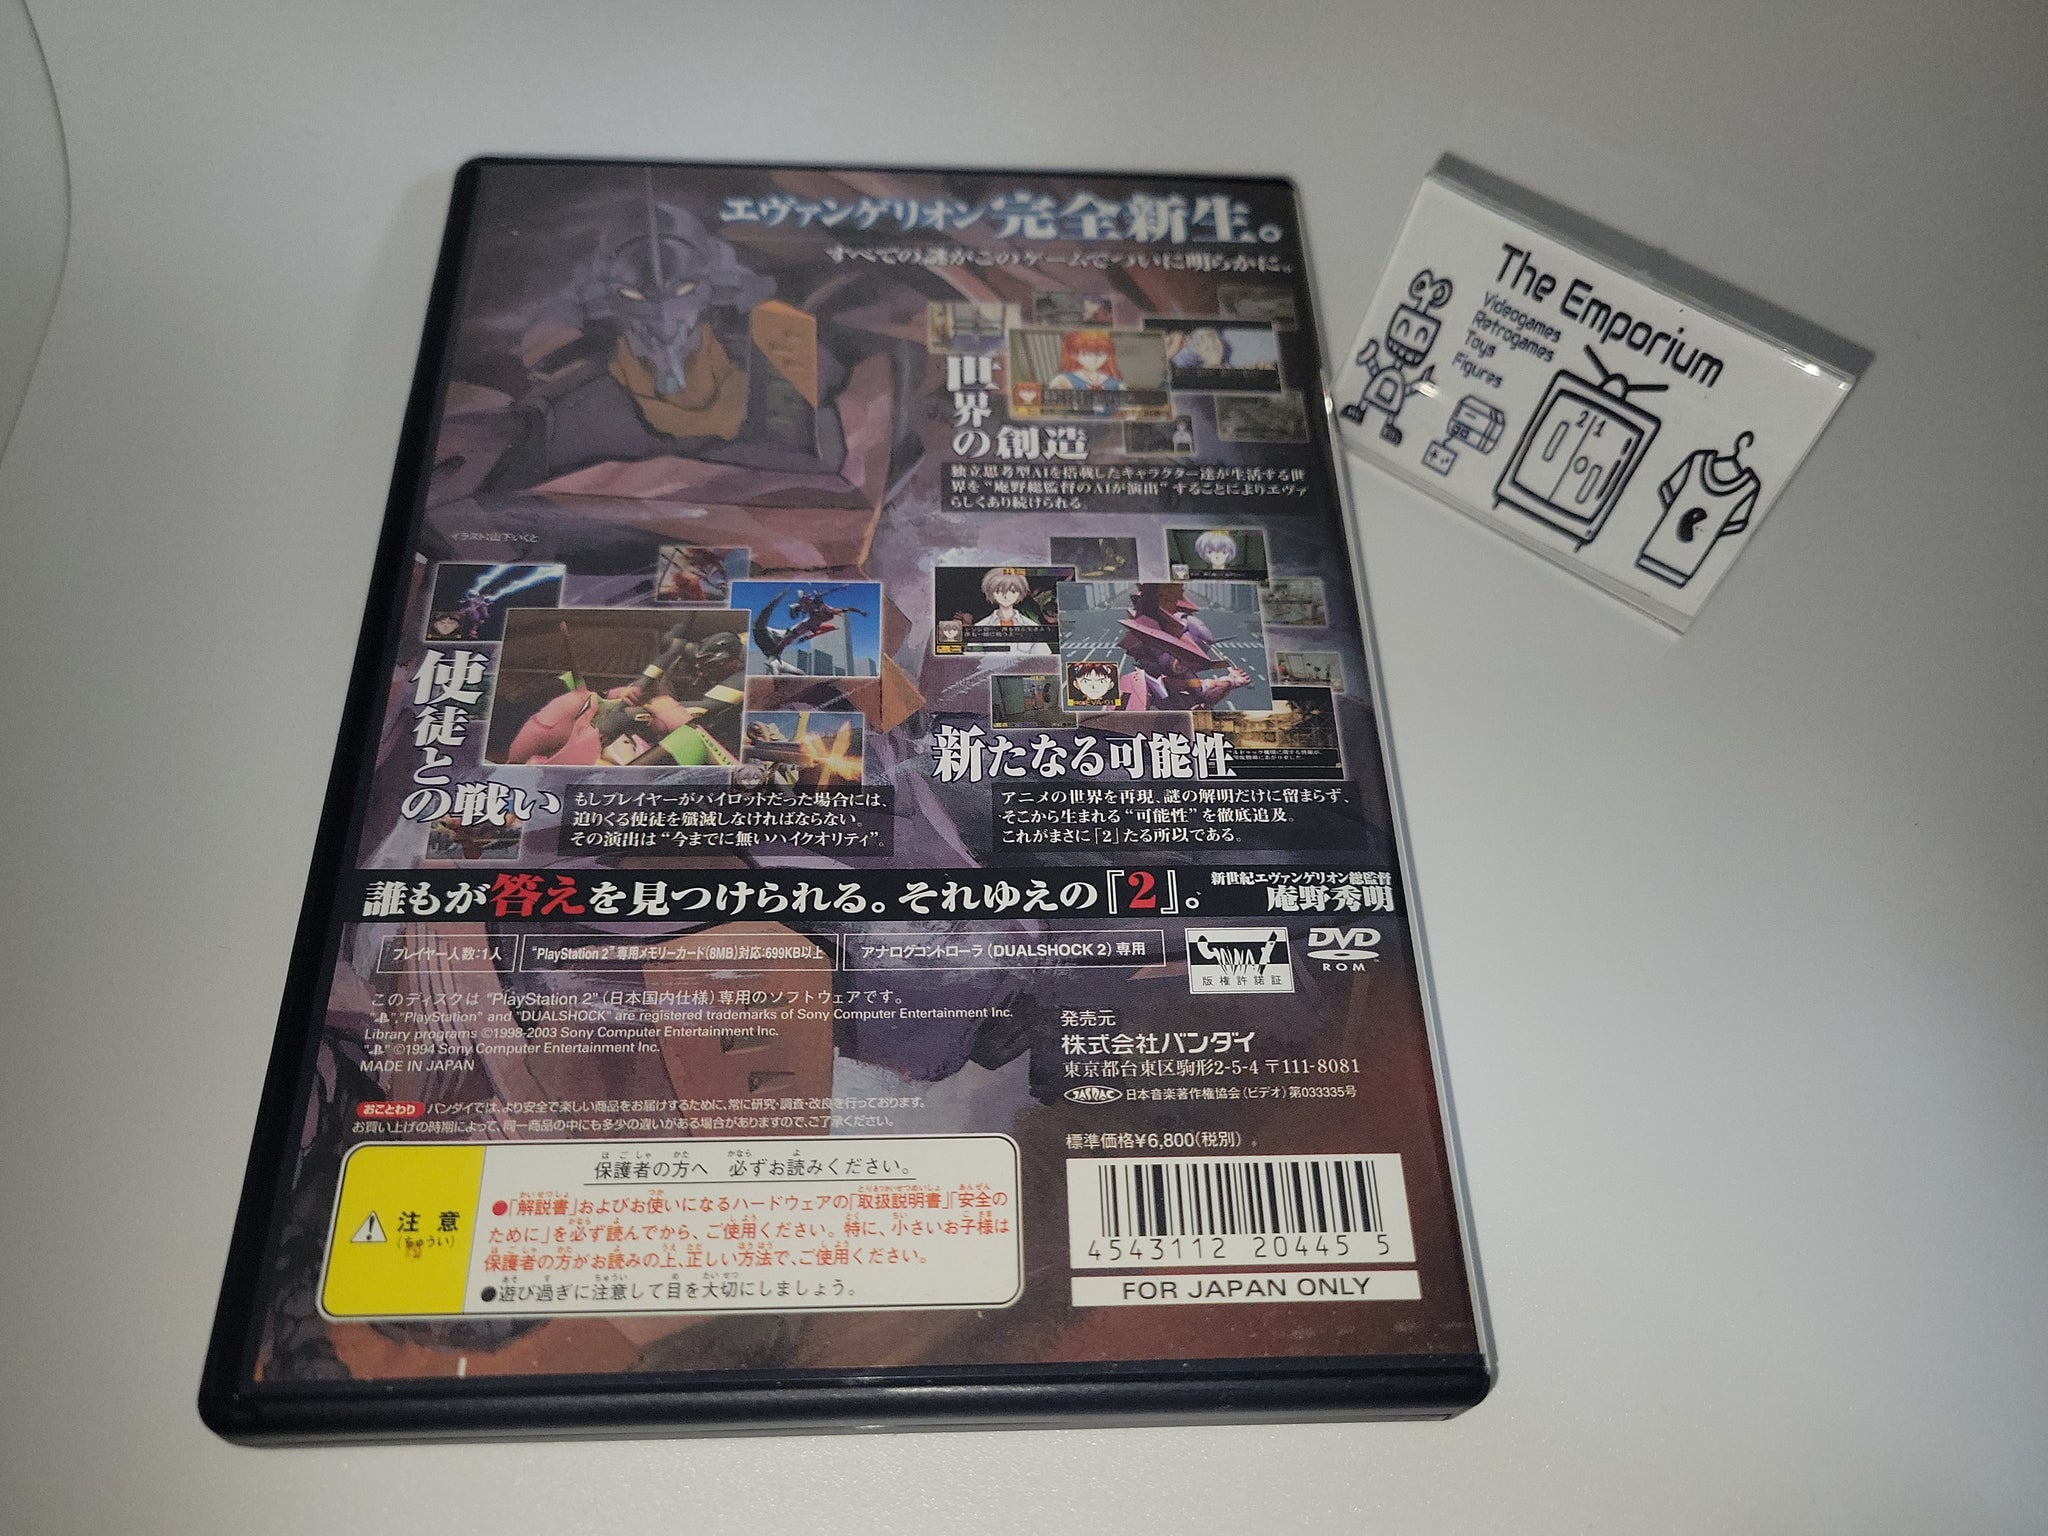 エヴァンゲリオン 完全新生。
すべての謎がこのゲームでついに明らかに。
世界の創造
独立思考型AIを搭載したキャラクター達が生活する世
界を“庵野総監督のAIが演出”することによりエヴァ
らしくあり続けられる。
イラスト:山下いくと
使徒との戦い
もしプレイヤーがパイロットだった場合には、
迫りくる使徒を殲滅しなければならない。
その演出は“今までに無いハイクオリティ”。
EVA-01
新たなる可能性
アニメの世界を再現、謎の解明だけに留まらず、
そこから生まれる“可能性”を徹底追及。
これがまさに「2」たる所以である。
誰もが答えを見つけられる。それゆえの『2』。
新世紀エヴァンゲリオン総監督
庵野秀明
プレイヤー人数:1人
“PlayStation 2”専用メモリーカード(8MB)対応:699KB以上
アナログコントローラ(DUALSHOCK 2)専用
GAINAX
版権許諾証
DVD
ROM
このディスクは “PlayStation 2”(日本国内仕様)専用のソフトウェアです。
"PlayStation" and "DUALSHOCK" are registered trademarks of Sony Computer Entertainment Inc.
Library programs ©1998-2003 Sony Computer Entertainment Inc.
©1994 Sony Computer Entertainment Inc.
MADE IN JAPAN
発売元
株式会社バンダイ
東京都台東区駒形2-5-4 〒111-8081
JASRAC 日本音楽著作権協会(ビデオ)第033335号
おことわり バンダイでは、より安全で楽しい商品をお届けするために、常に研究・調査・改良を行っております。
お買い上げの時期によって、同一商品の中にも多少の違いがある場合がありますので、ご了承ください。
標準価格¥6,800(税別)。
注意
(ちゅうい)
保護者の方へ 必ずお読みください。
●「解説書」およびお使いになるハードウェアの「取扱説明書」「安全の
ために」を必ず読んでから、ご使用ください。特に、小さいお子様は
保護者の方がお読みの上、正しい方法で、ご使用ください。
●遊び過ぎに注意して目を大切にしましょう。
4543112 20445 5
FOR JAPAN ONLY
The Emporium
Videogames
Retrogames
Toys
Figures
21